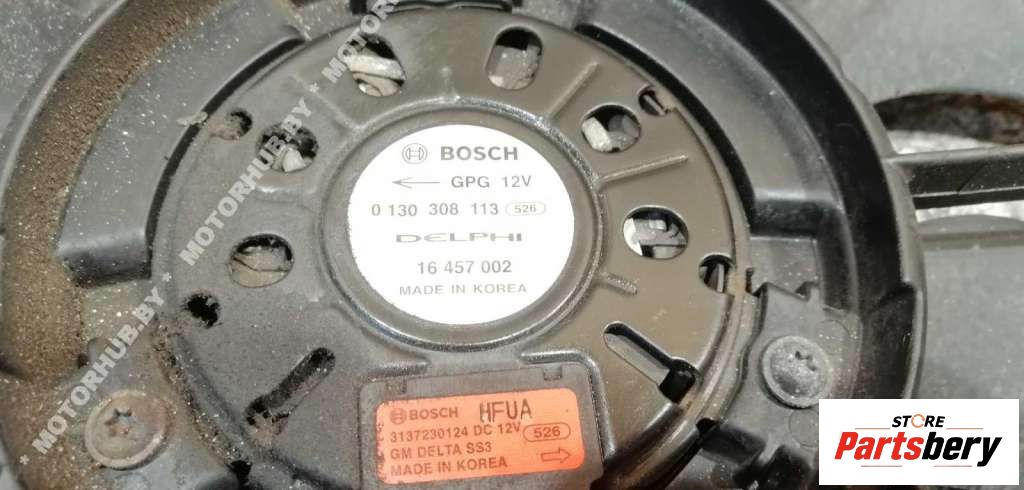 BOSCH
GPG 12V
0 130 308 113 526
DELPHI
16 457 002
MADE IN KOREA
BOSCH HFUA
3137230124 DC 12V 526
GM DELTA SS3
MADE IN KOREA
MOTORHUB.BY * MOTORHUB.BY * MOTORHUB.BY * MOTOR
STORE
Partsbery